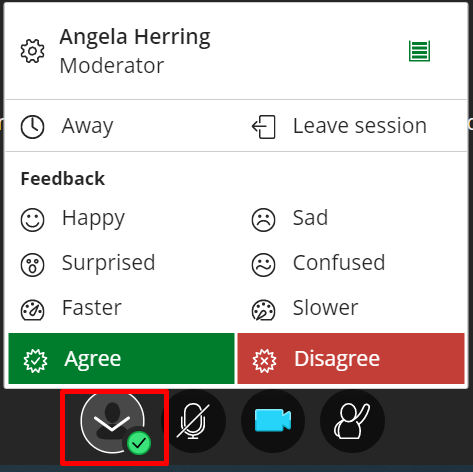 Angela Herring
Moderator
Away
Leave session
Feedback
Happy
Sad
Surprised
Confused
Faster
Slower
Agree
Disagree